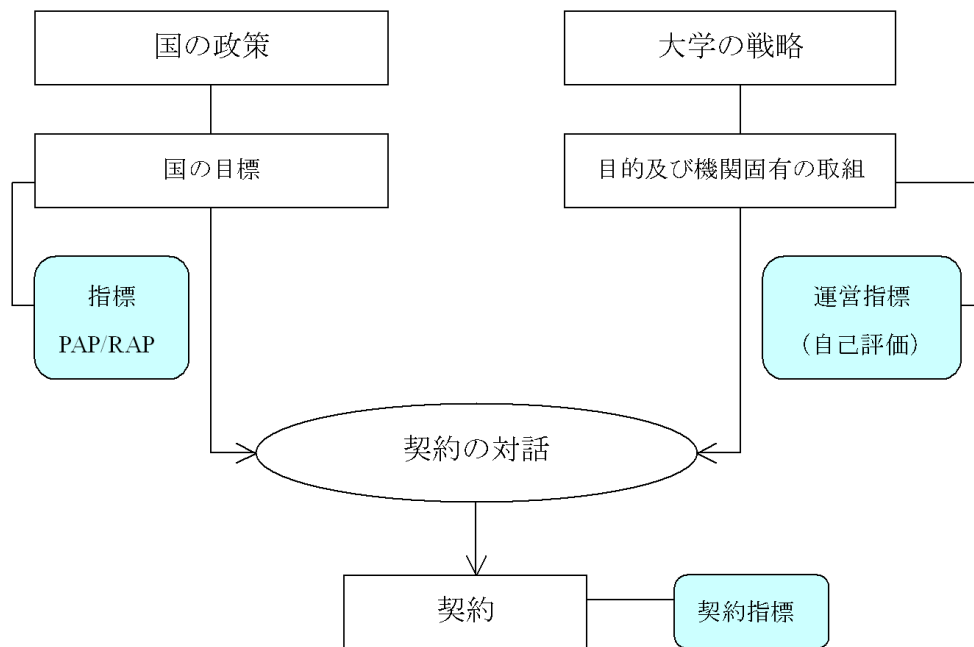 国の政策
大学の戦略
国の目標
目的及び機関固有の取組
指標
PAP/RAP
運営指標
（自己評価）
契約の対話
契約
契約指標